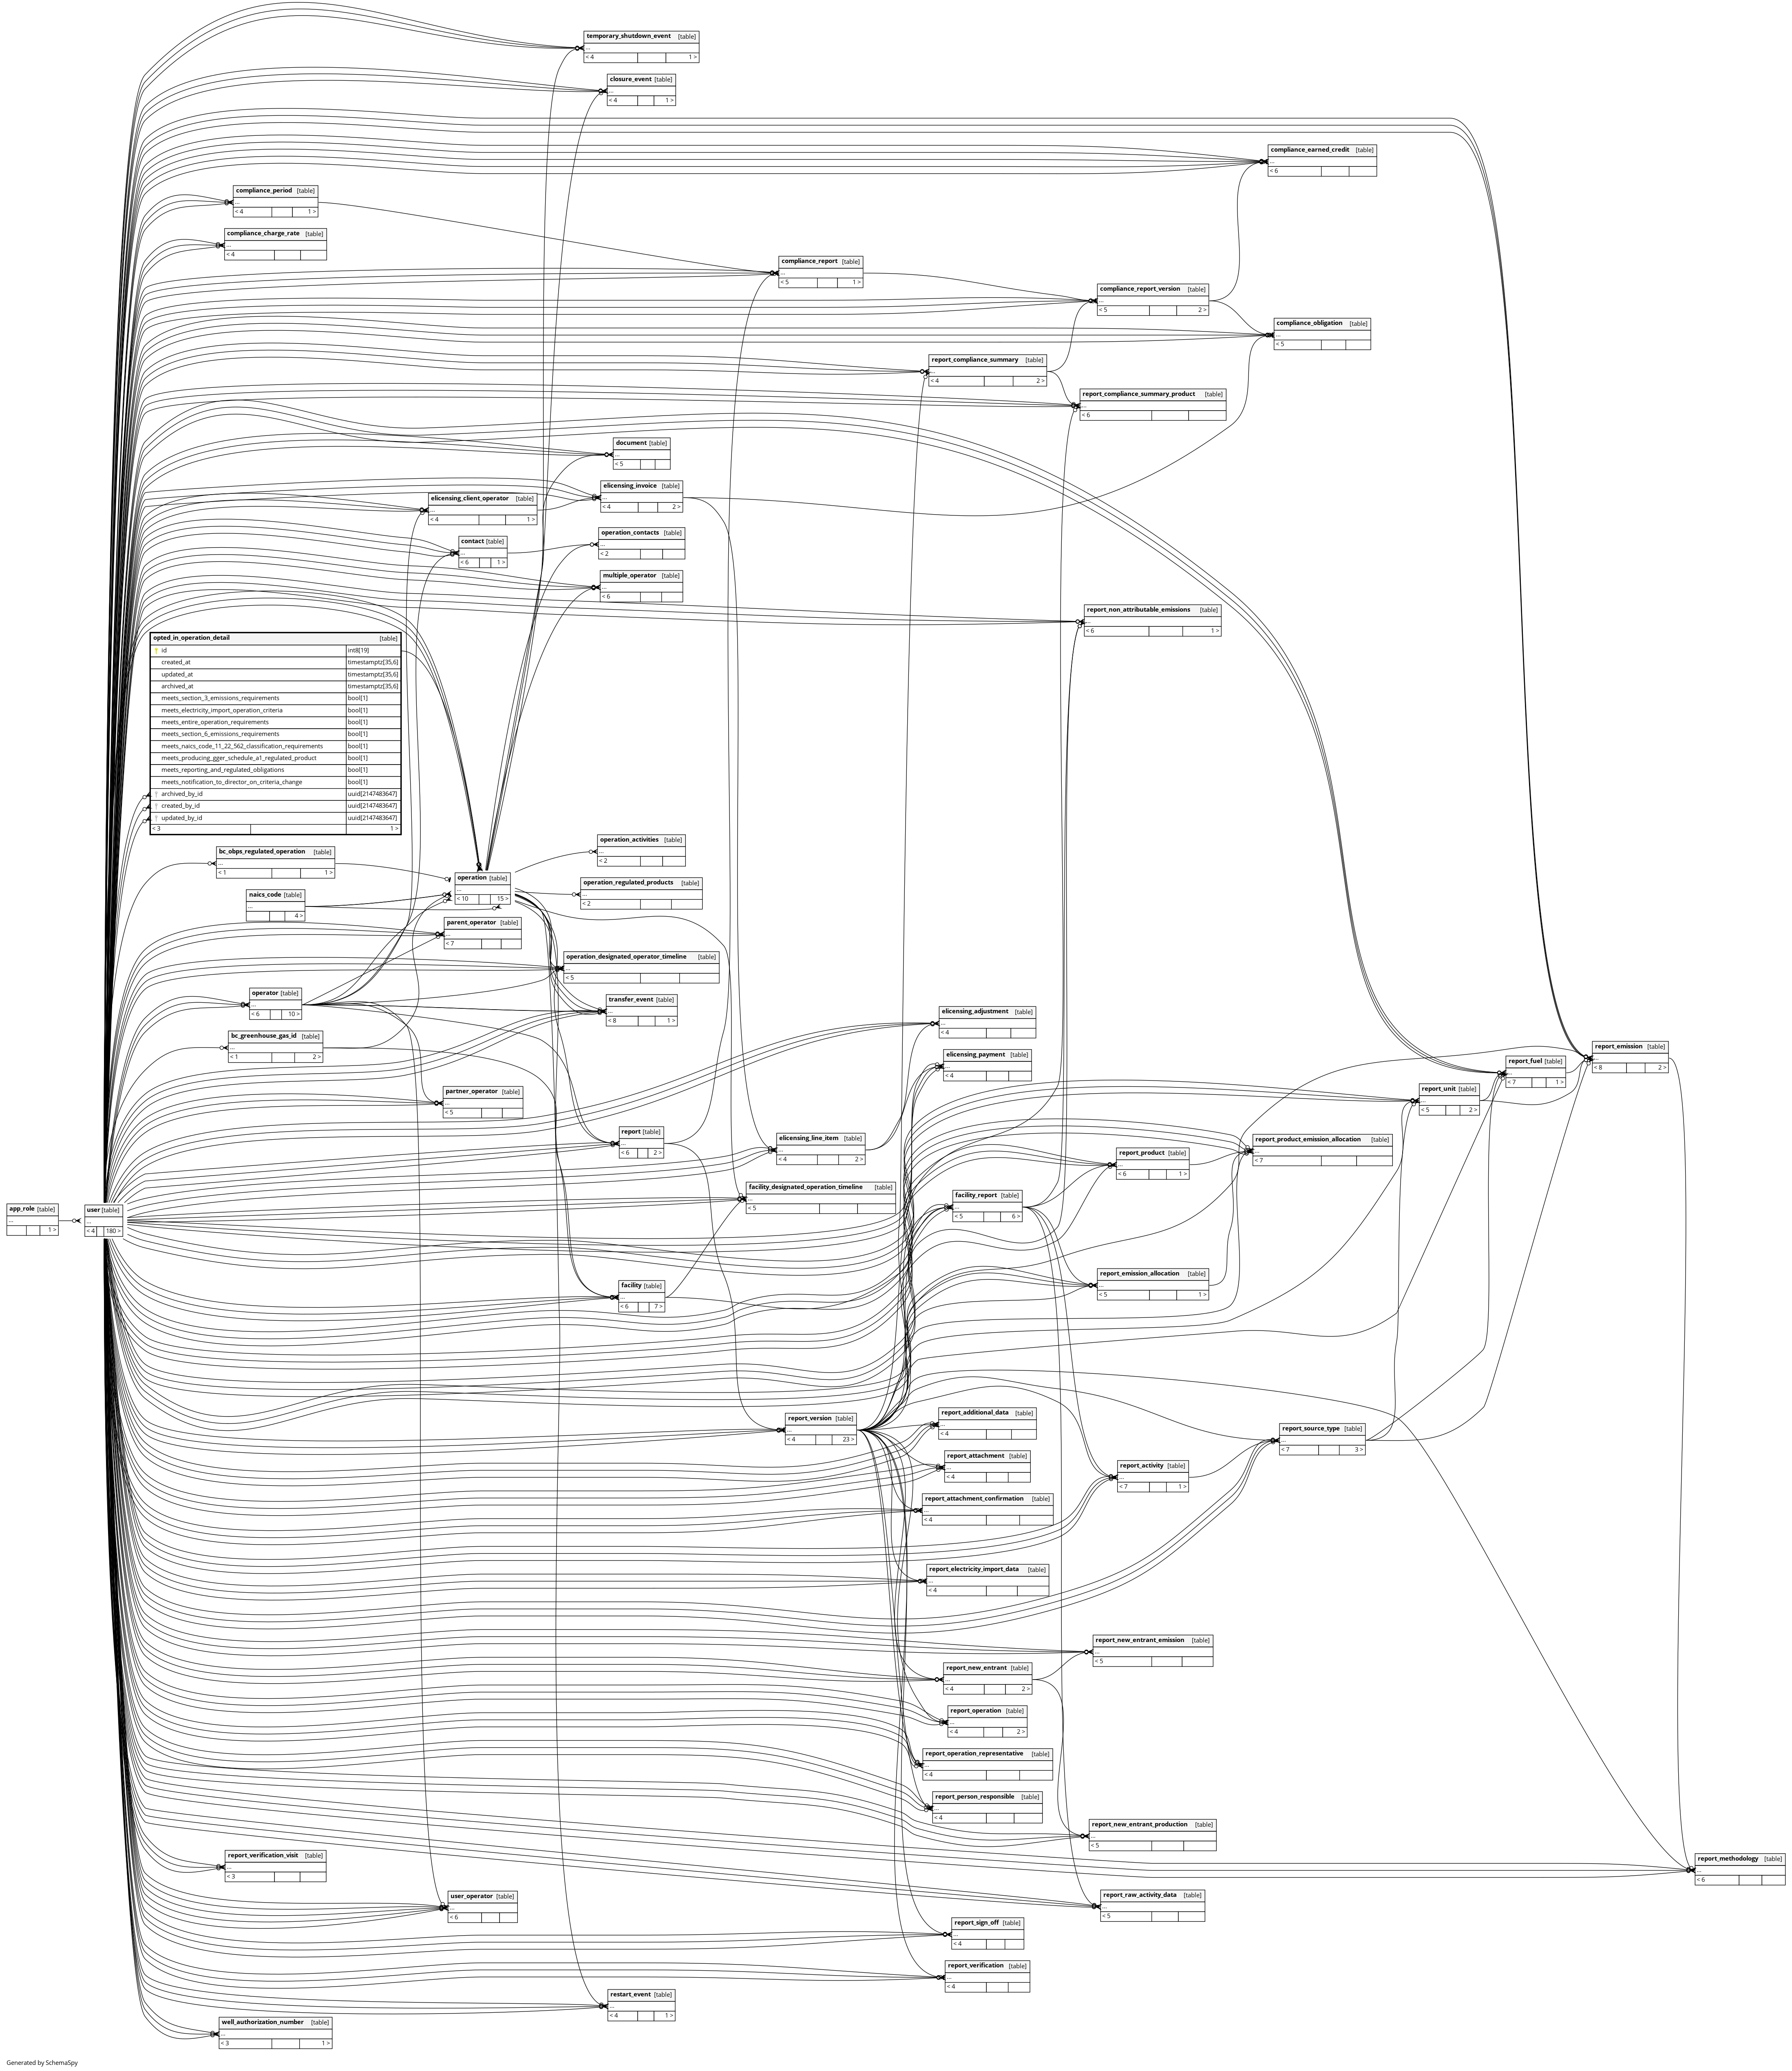 temporary_shutdown_event [table]
...
< 4 1 >
closure_event [table]
...
< 4 1 >
compliance_earned_credit [table]
...
< 6
compliance_period [table]
...
< 4 1 >
compliance_charge_rate [table]
...
< 4
compliance_report [table]
...
< 5 1 >
compliance_report_version [table]
...
< 5 2 >
compliance_obligation [table]
...
< 5
report_compliance_summary [table]
...
< 4 2 >
report_compliance_summary_product [table]
...
< 6
document [table]
...
< 5
elicensing_invoice [table]
...
< 4 2 >
elicensing_client_operator [table]
...
< 4 1 >
operation_contacts [table]
...
< 2
contact [table]
...
< 6 1 >
multiple_operator [table]
...
< 6
report_non_attributable_emissions [table]
...
< 6 1 >
opted_in_operation_detail [table]
id int8[19]
created_at timestamptz[35,6]
updated_at timestamptz[35,6]
archived_at timestamptz[35,6]
meets_section_3_emissions_requirements bool[1]
meets_electricity_import_operation_criteria bool[1]
meets_entire_operation_requirements bool[1]
meets_section_6_emissions_requirements bool[1]
meets_naics_code_11_22_562_classification_requirements bool[1]
meets_producing_gger_schedule_a1_regulated_product bool[1]
meets_reporting_and_regulated_obligations bool[1]
meets_notification_to_director_on_criteria_change bool[1]
archived_by_id uuid[2147483647]
created_by_id uuid[2147483647]
updated_by_id uuid[2147483647]
< 3 1 >
operation_activities [table]
...
< 2
bc_obps_regulated_operation [table]
...
< 1 1 >
operation [table]
...
< 10 15 >
operation_regulated_products [table]
...
< 2
naics_code [table]
...
4 >
parent_operator [table]
...
< 7
operation_designated_operator_timeline [table]
...
< 5
operator [table]
...
< 6 10 >
transfer_event [table]
...
< 8 1 >
elicensing_adjustment [table]
...
< 4
bc_greenhouse_gas_id [table]
...
< 1 2 >
elicensing_payment [table]
...
< 4
report_emission [table]
...
< 8 2 >
report_fuel [table]
...
< 7 1 >
report_unit [table]
...
< 5 2 >
partner_operator [table]
...
< 5
report [table]
...
< 6 2 >
elicensing_line_item [table]
...
< 4 2 >
report_product_emission_allocation [table]
...
< 7
report_product [table]
...
< 6 1 >
facility_designated_operation_timeline [table]
...
< 5
facility_report [table]
...
< 5 6 >
app_role [table]
...
1 >
user [table]
...
< 4 180 >
report_emission_allocation [table]
...
< 5 1 >
facility [table]
...
< 6 7 >
report_version [table]
...
< 4 23 >
report_additional_data [table]
...
< 4
report_source_type [table]
...
< 7 3 >
report_attachment [table]
...
< 4
report_activity [table]
...
< 7 1 >
report_attachment_confirmation [table]
...
< 4
report_electricity_import_data [table]
...
< 4
report_new_entrant_emission [table]
...
< 5
report_new_entrant [table]
...
< 4 2 >
report_operation [table]
...
< 4 2 >
report_operation_representative [table]
...
< 4
report_person_responsible [table]
...
< 4
report_new_entrant_production [table]
...
< 5
report_verification_visit [table]
...
< 3
report_methodology [table]
...
< 6
user_operator [table]
...
< 6
report_raw_activity_data [table]
...
< 5
report_sign_off [table]
...
< 4
report_verification [table]
...
< 4
restart_event [table]
...
< 4 1 >
well_authorization_number [table]
...
< 3 1 >
Generated by SchemaSpy